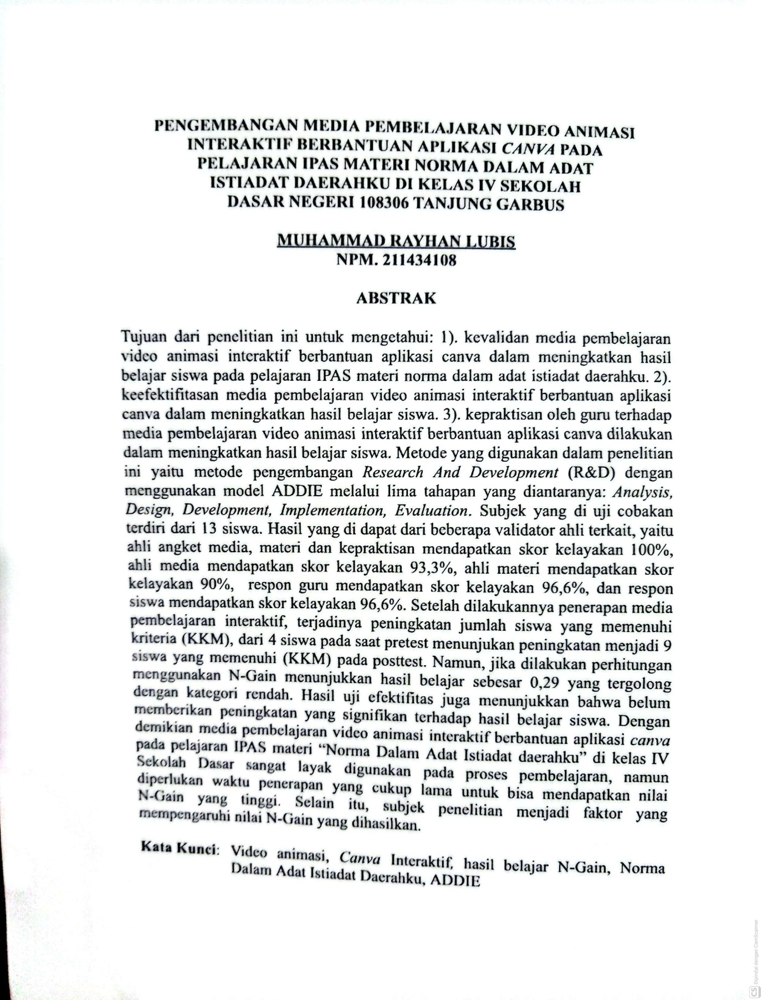 PENGEMBANGAN MEDIA PEMBELAJARAN VIDEO ANIMASI
INTERAKTIF BERBANTUAN APLIKASI CANVA PADA
PELAJARAN IPAS MATERI NORMA DALAM ADAT
ISTIADAT DAERAHKU DI KELAS IV SEKOLAH
DASAR NEGERI 108306 TANJUNG GARBUS
MUHAMMAD RAYHAN LUBIS
NPM. 211434108
ABSTRAK
Tujuan dari penelitian ini untuk mengetahui: 1). kevalidan media pembelajaran
video animasi interaktif berbantuan aplikasi canva dalam meningkatkan hasil
belajar siswa pada pelajaran IPAS materi norma dalam adat istiadat daerahku. 2).
keefektifitasan media pembelajaran video animasi interaktif berbantuan aplikasi
canva dalam meningkatkan hasil belajar siswa. 3). kepraktisan oleh guru terhadap
media pembelajaran video animasi interaktif berbantuan aplikasi canva dilakukan
dalam meningkatkan hasil belajar siswa. Metode yang digunakan dalam penelitian
ini yaitu metode pengembangan Research And Development (R&D) dengan
menggunakan model ADDIE melalui lima tahapan yang diantaranya: Analysis,
Design, Development, Implementation, Evaluation. Subjek yang di uji cobakan
terdiri dari 13 siswa. Hasil yang di dapat dari beberapa validator ahli terkait, yaitu
ahli angket media, materi dan kepraktisan mendapatkan skor kelayakan 100%,
ahli media mendapatkan skor kelayakan 93,3%, ahli materi mendapatkan skor
kelayakan 90%, respon guru mendapatkan skor kelayakan 96,6%, dan respon
siswa mendapatkan skor kelayakan 96,6%. Setelah dilakukannya penerapan media
pembelajaran interaktif, terjadinya peningkatan jumlah siswa yang memenuhi
kriteria (KKM), dari 4 siswa pada saat pretest menunjukan peningkatan menjadi 9
siswa yang memenuhi (KKM) pada posttest. Namun, jika dilakukan perhitungan
menggunakan N-Gain menunjukkan hasil belajar sebesar 0,29 yang tergolong
dengan kategori rendah. Hasil uji efektifitas juga menunjukkan bahwa belum
memberikan peningkatan yang signifikan terhadap hasil belajar siswa. Dengan
demikian media pembelajaran video animasi interaktif berbantuan aplikasi canva
pada pelajaran IPAS materi “Norma Dalam Adat Istiadat daerahku” di kelas IV
Sekolah Dasar sangat layak digunakan pada proses pembelajaran, namun
diperlukan waktu penerapan yang cukup lama untuk bisa mendapatkan nilai
N-Gain yang tinggi. Selain itu, subjek penelitian menjadi faktor yang
mempengaruhi nilai N-Gain yang dihasilkan.
Kata Kunci: Video animasi, Canva Interaktif, hasil belajar N-Gain, Norma
Dalam Adat Istiadat Daerahku, ADDIE
CS Dipindai dengan CamScanner